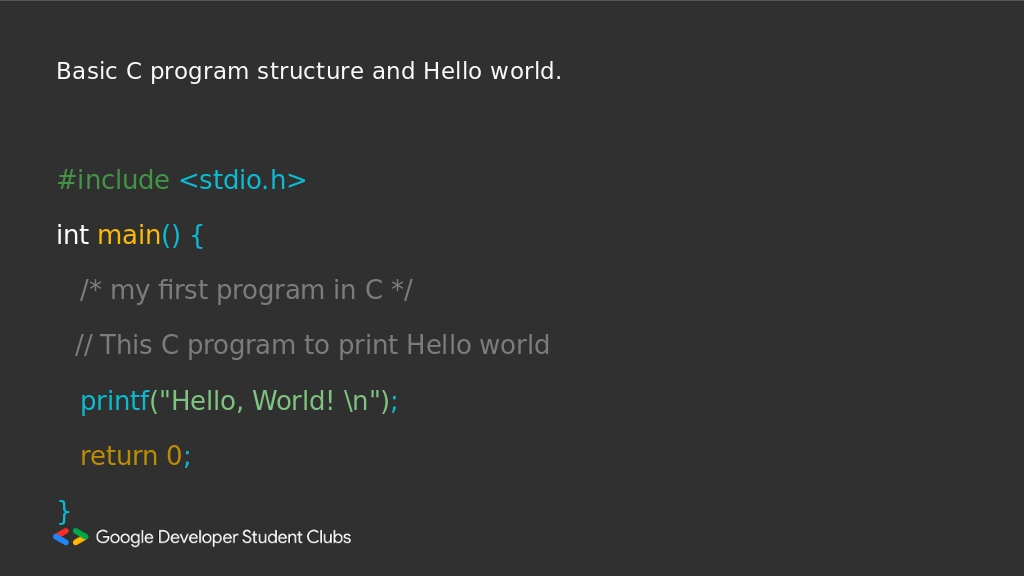 Basic C program structure and Hello world.
#include <stdio.h>
int main() {
/* my first program in C */
// This C program to print Hello world
printf("Hello, World! \n");
return 0;
}
Google Developer Student Clubs